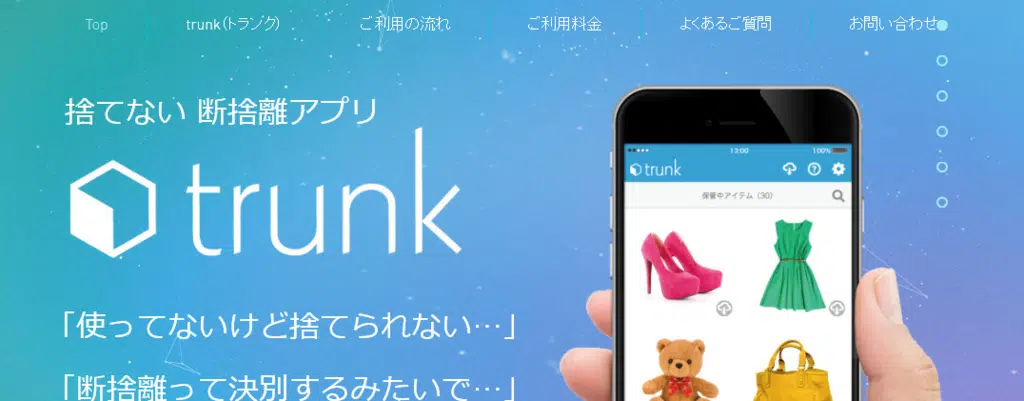 Top
trunk(トランク)
ご利用の流れ
ご利用料金
よくあるご質問
お問い合わせ
捨てない 断捨離アプリ
trunk
「使ってないけど捨てられない…」
「断捨離って決別するみたいで…」
13:00
100%
trunk
保管中アイテム (30)